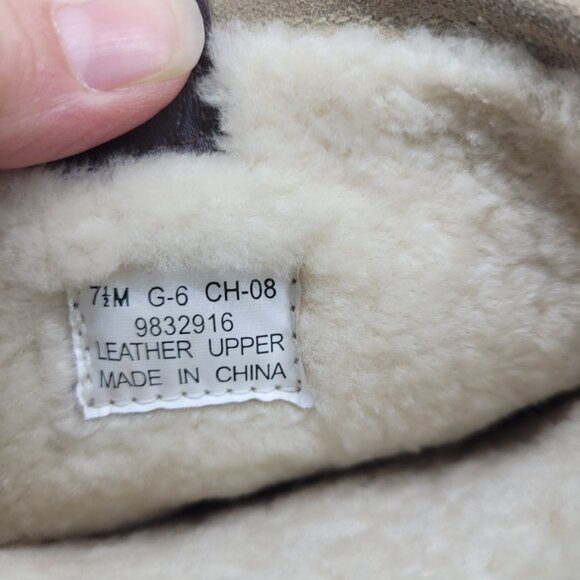 7½M G-6 CH-08
9832916
LEATHER UPPER
MADE IN CHINA